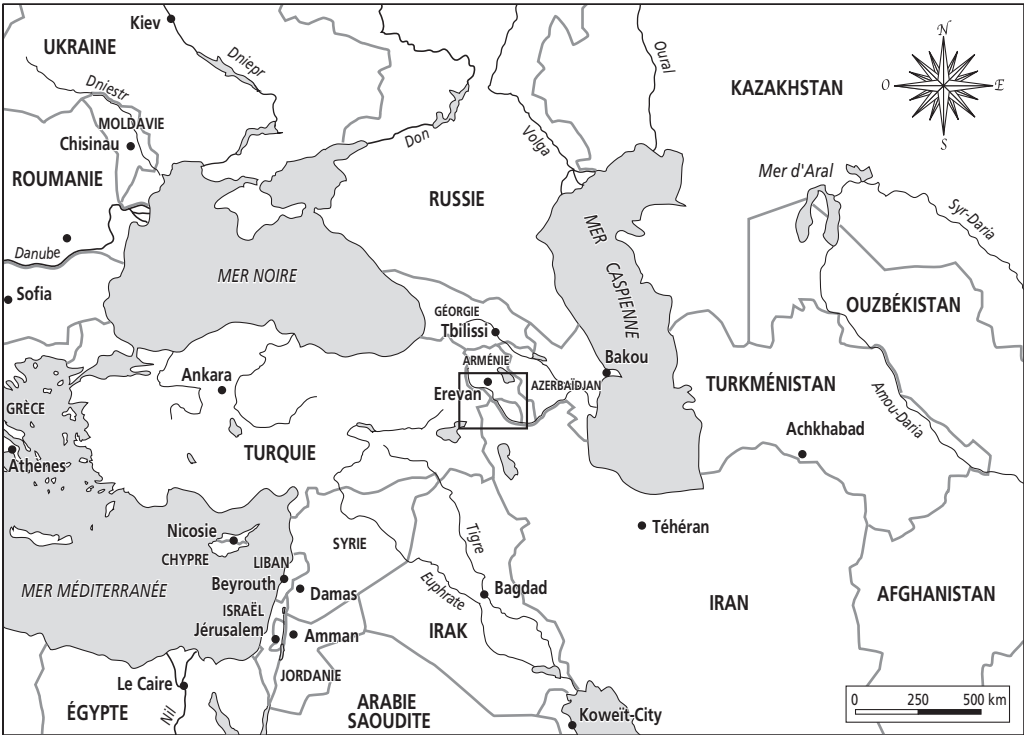 Kiev
UKRAINE
Dniepr
Dniestr
MOLDAVIE
Chisinau
ROUMANIE
Danube
Sofia
Don
Volga
Oural
RUSSIE
KAZAKHSTAN
N
O
E
S
Mer d'Aral
Syr-Daria
MER NOIRE
MER CASPIENNE
GÉORGIE
Tbilissi
ARMÉNIE
Erevan
AZERBAÏDJAN
Bakou
OUZBÉKISTAN
TURKMÉNISTAN
Amou-Daria
Achkhabad
Ankara
GRÈCE
Athènes
TURQUIE
Nicosie
CHYPRE
MER MÉDITERRANÉE
SYRIE
LIBAN
Beyrouth
Damas
ISRAËL
Jérusalem
Amman
JORDANIE
Tigre
Euphrate
Bagdad
IRAK
Téhéran
IRAN
AFGHANISTAN
Le Caire
ÉGYPTE
Nil
ARABIE
SAOUDITE
Koweït-City
0 250 500 km